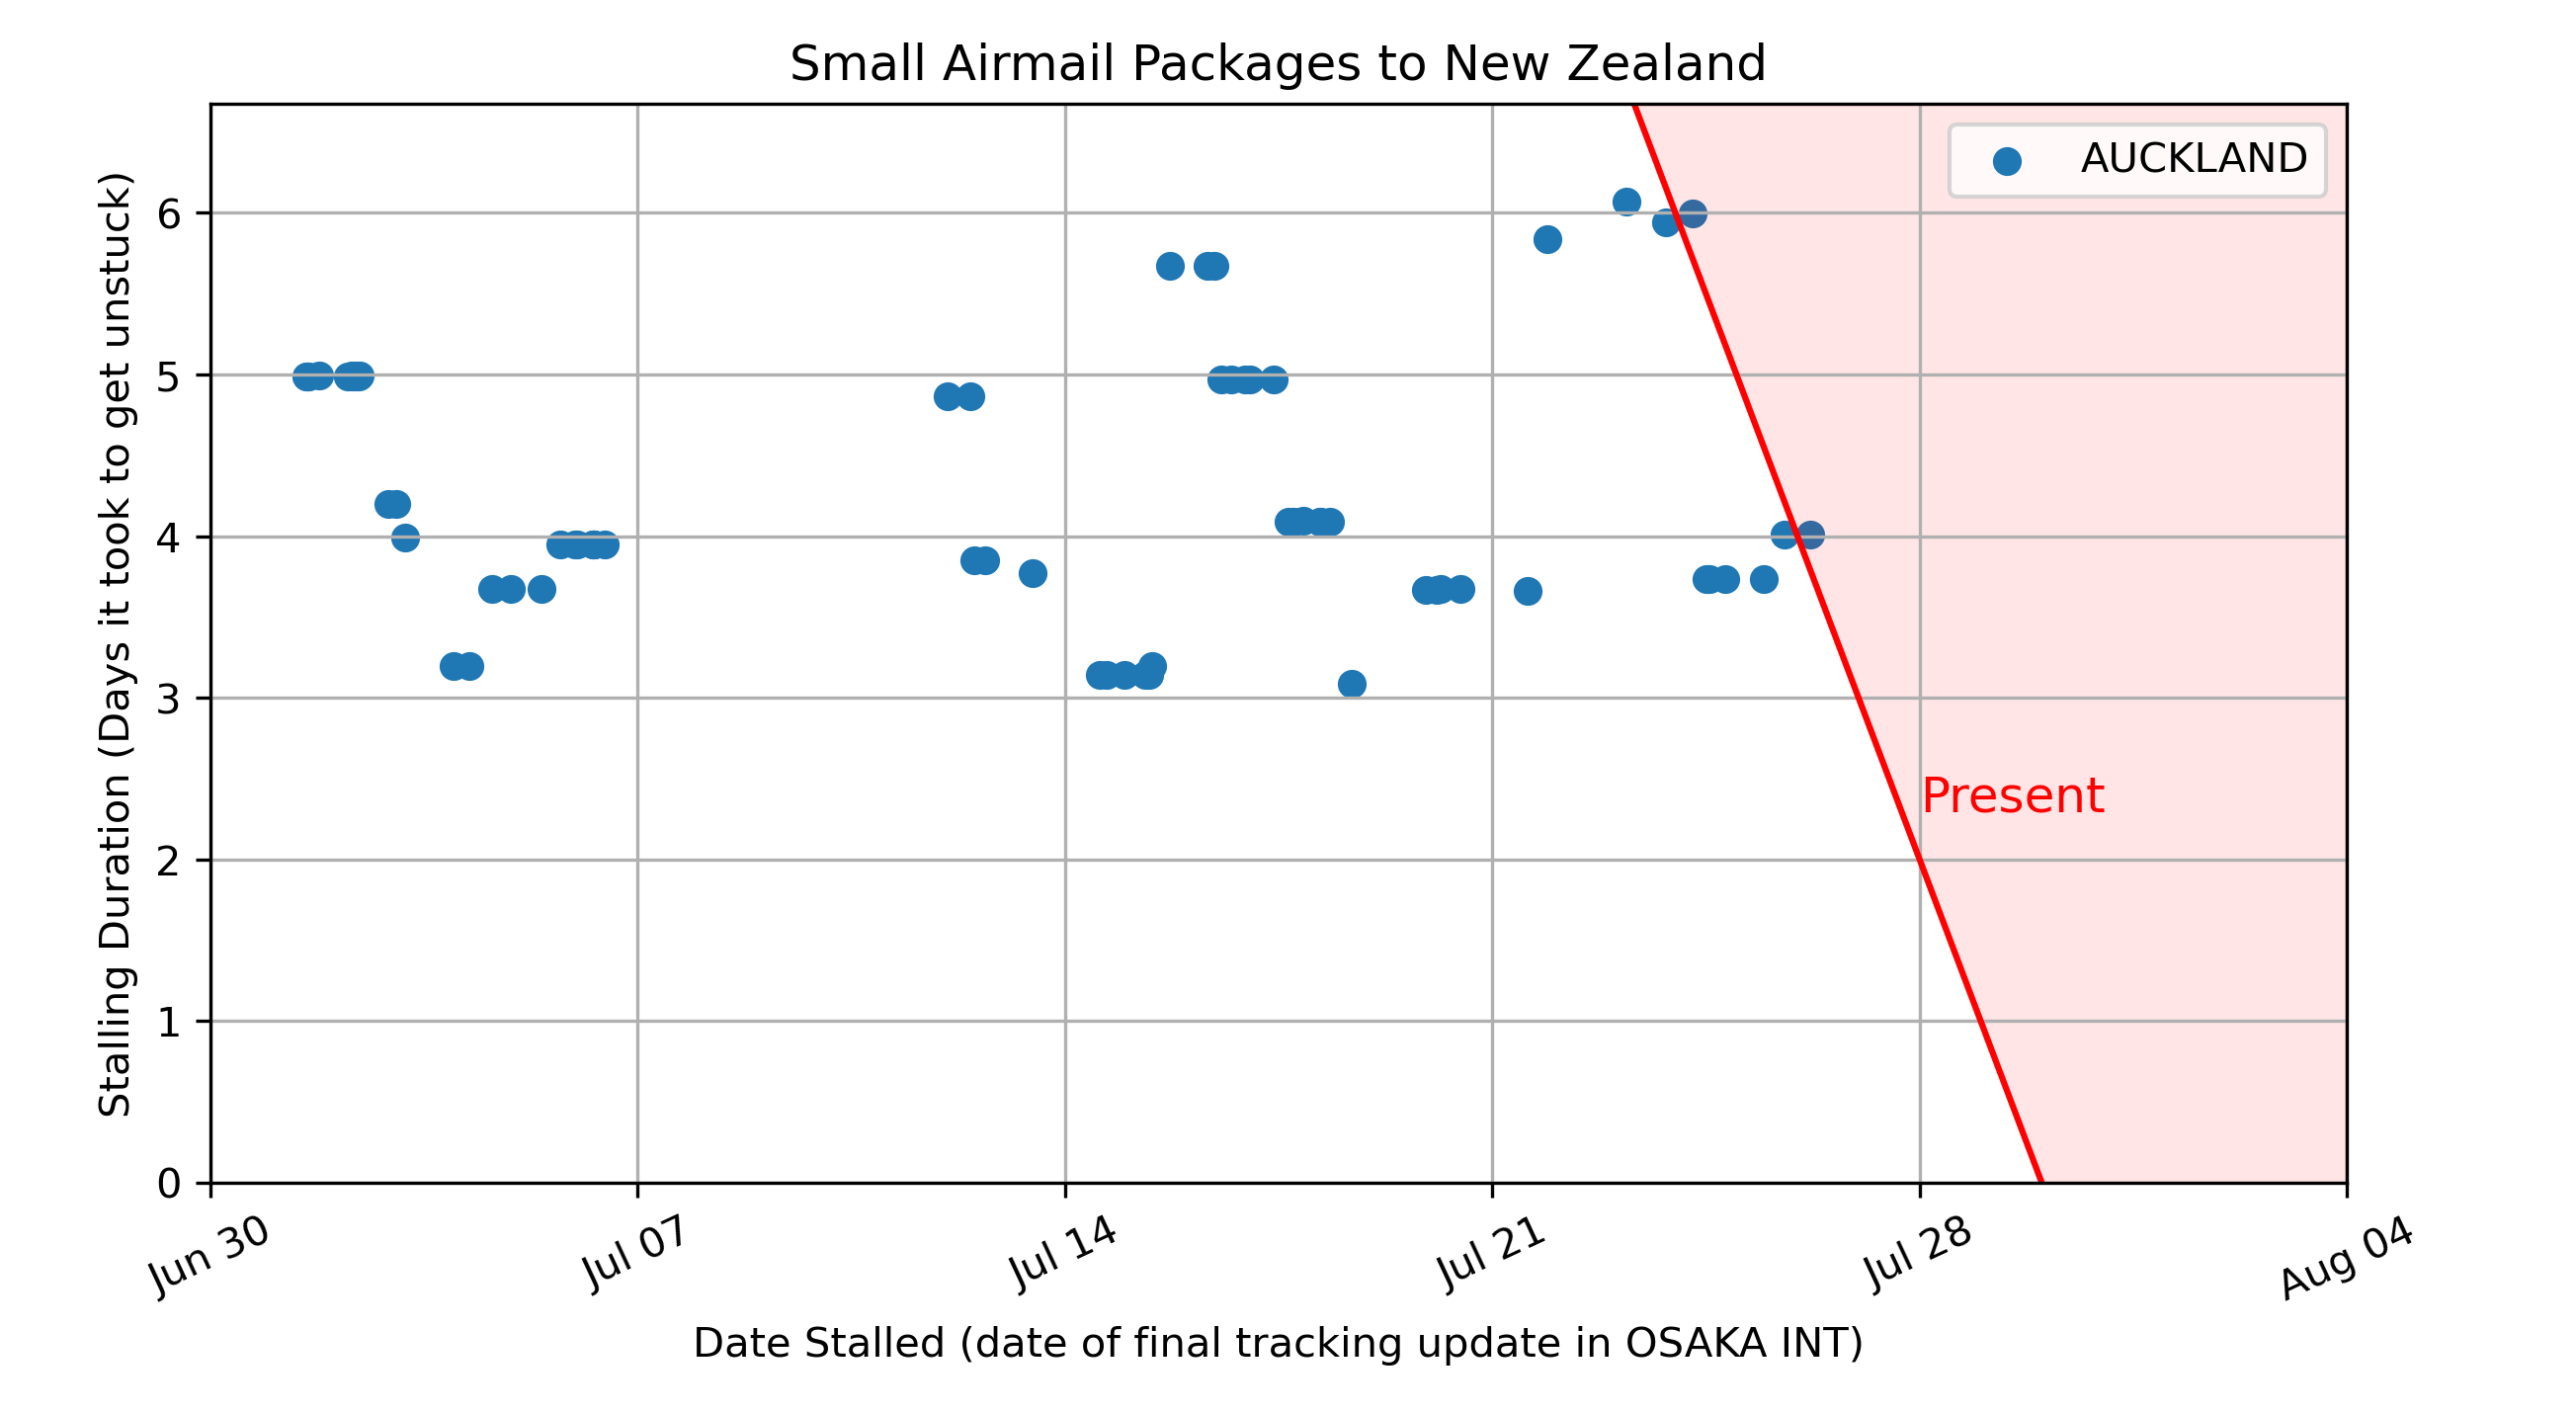 Small Airmail Packages to New Zealand
AUCKLAND
Stalling Duration (Days it took to get unstuck)
6
5
4
3
2
1
0
Present
Jun 30
Jul 07
Jul 14
Jul 21
Jul 28
Aug 04
Date Stalled (date of final tracking update in OSAKA INT)